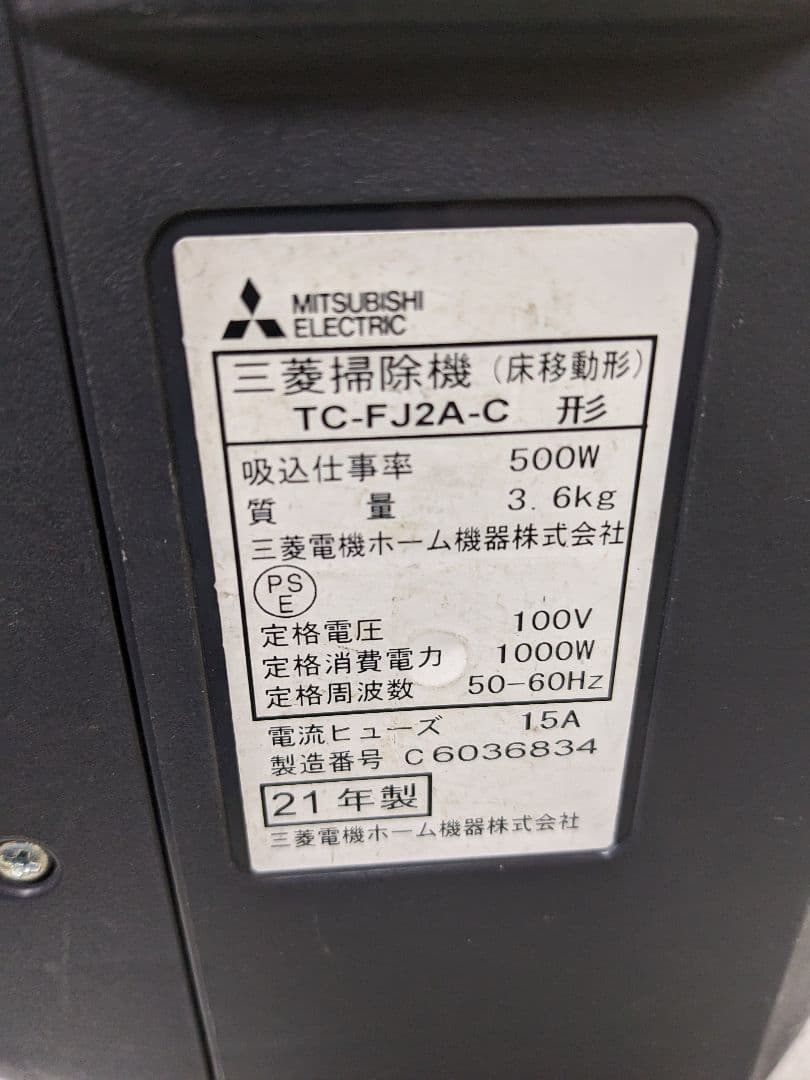 MITSUBISHI
ELECTRIC
三菱掃除機(床移動形)
TC-FJ2A-C 形
吸込仕事率 500W
質量 3.6kg
三菱電機ホーム機器株式会社
PS
E
定格電圧 100V
定格消費電力 1000W
定格周波数 50-60Hz
電流ヒューズ 15A
製造番号 C6036834
21年製
三菱電機ホーム機器株式会社